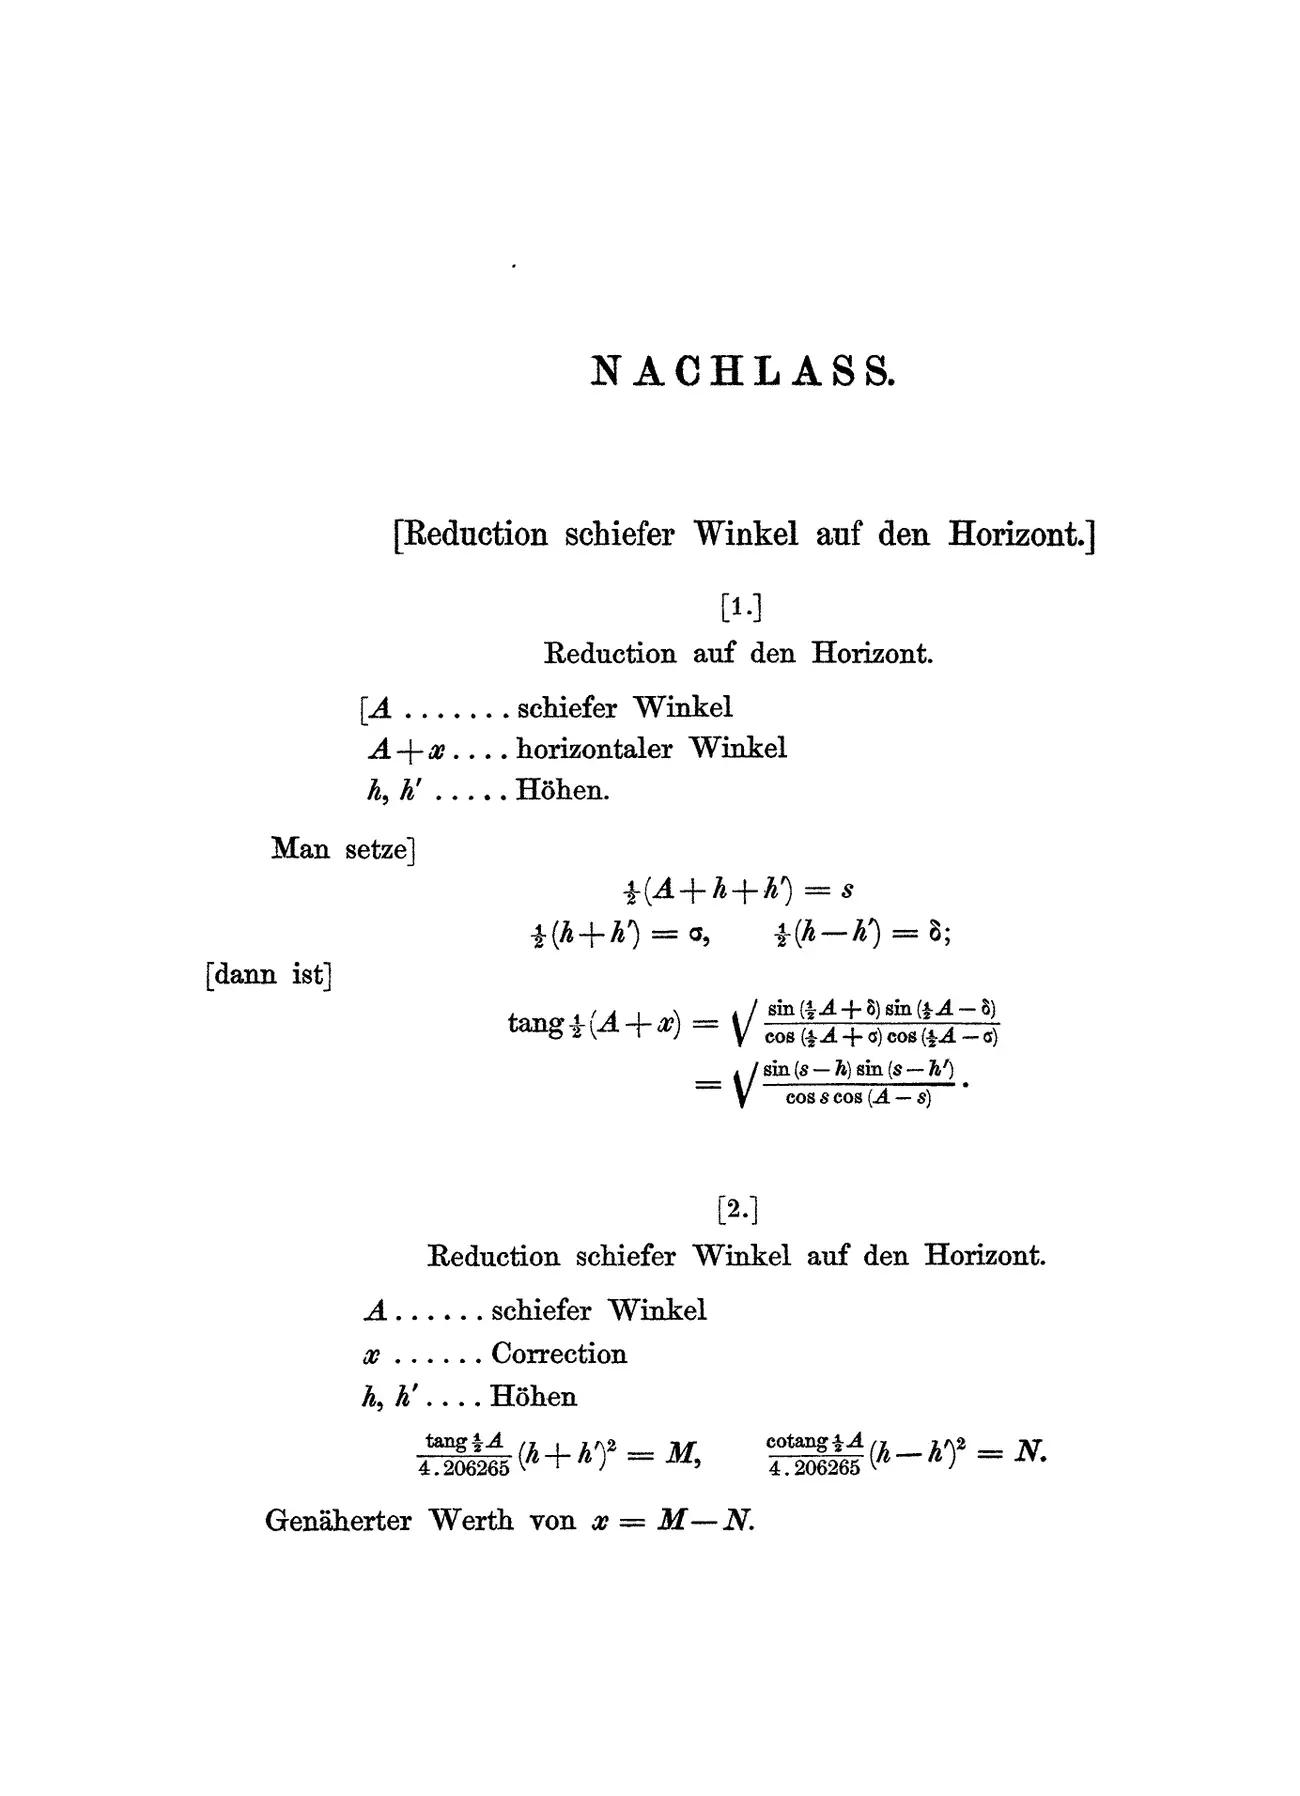 NACHLASS.
[Reduction schiefer Winkel auf den Horizont.]
[1.]
Reduction auf den Horizont.
[A ....... schiefer Winkel
A+x .... horizontaler Winkel
h, h′ ..... Höhen.
Man setze]
½(A+h+h′) = s
½(h+h′) = σ, ½(h−h′) = δ;
[dann ist]
tang ½(A+x) = √ sin(½A+δ) sin(½A−δ) / cos(½A+σ) cos(½A−σ)
= √ sin(s−h) sin(s−h′) / cos s cos(A−s) .
[2.]
Reduction schiefer Winkel auf den Horizont.
A ...... schiefer Winkel
x ...... Correction
h, h′ .... Höhen
tang ½A / 4.206265 (h+h′)² = M, cotang ½A / 4.206265 (h−h′)² = N.
Genäherter Werth von x = M−N.